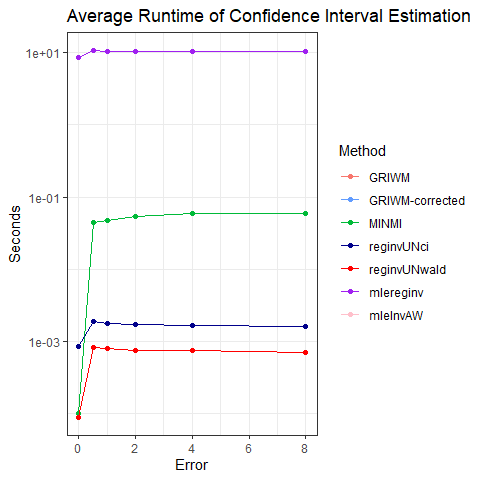 Average Runtime of Confidence Interval Estimation
1e+01
1e-01
1e-03
Seconds
0
2
4
6
8
Error
Method
GRIWM
GRIWM-corrected
MINMI
reginvUNci
reginvUNwald
mlereginv
mleInvAW